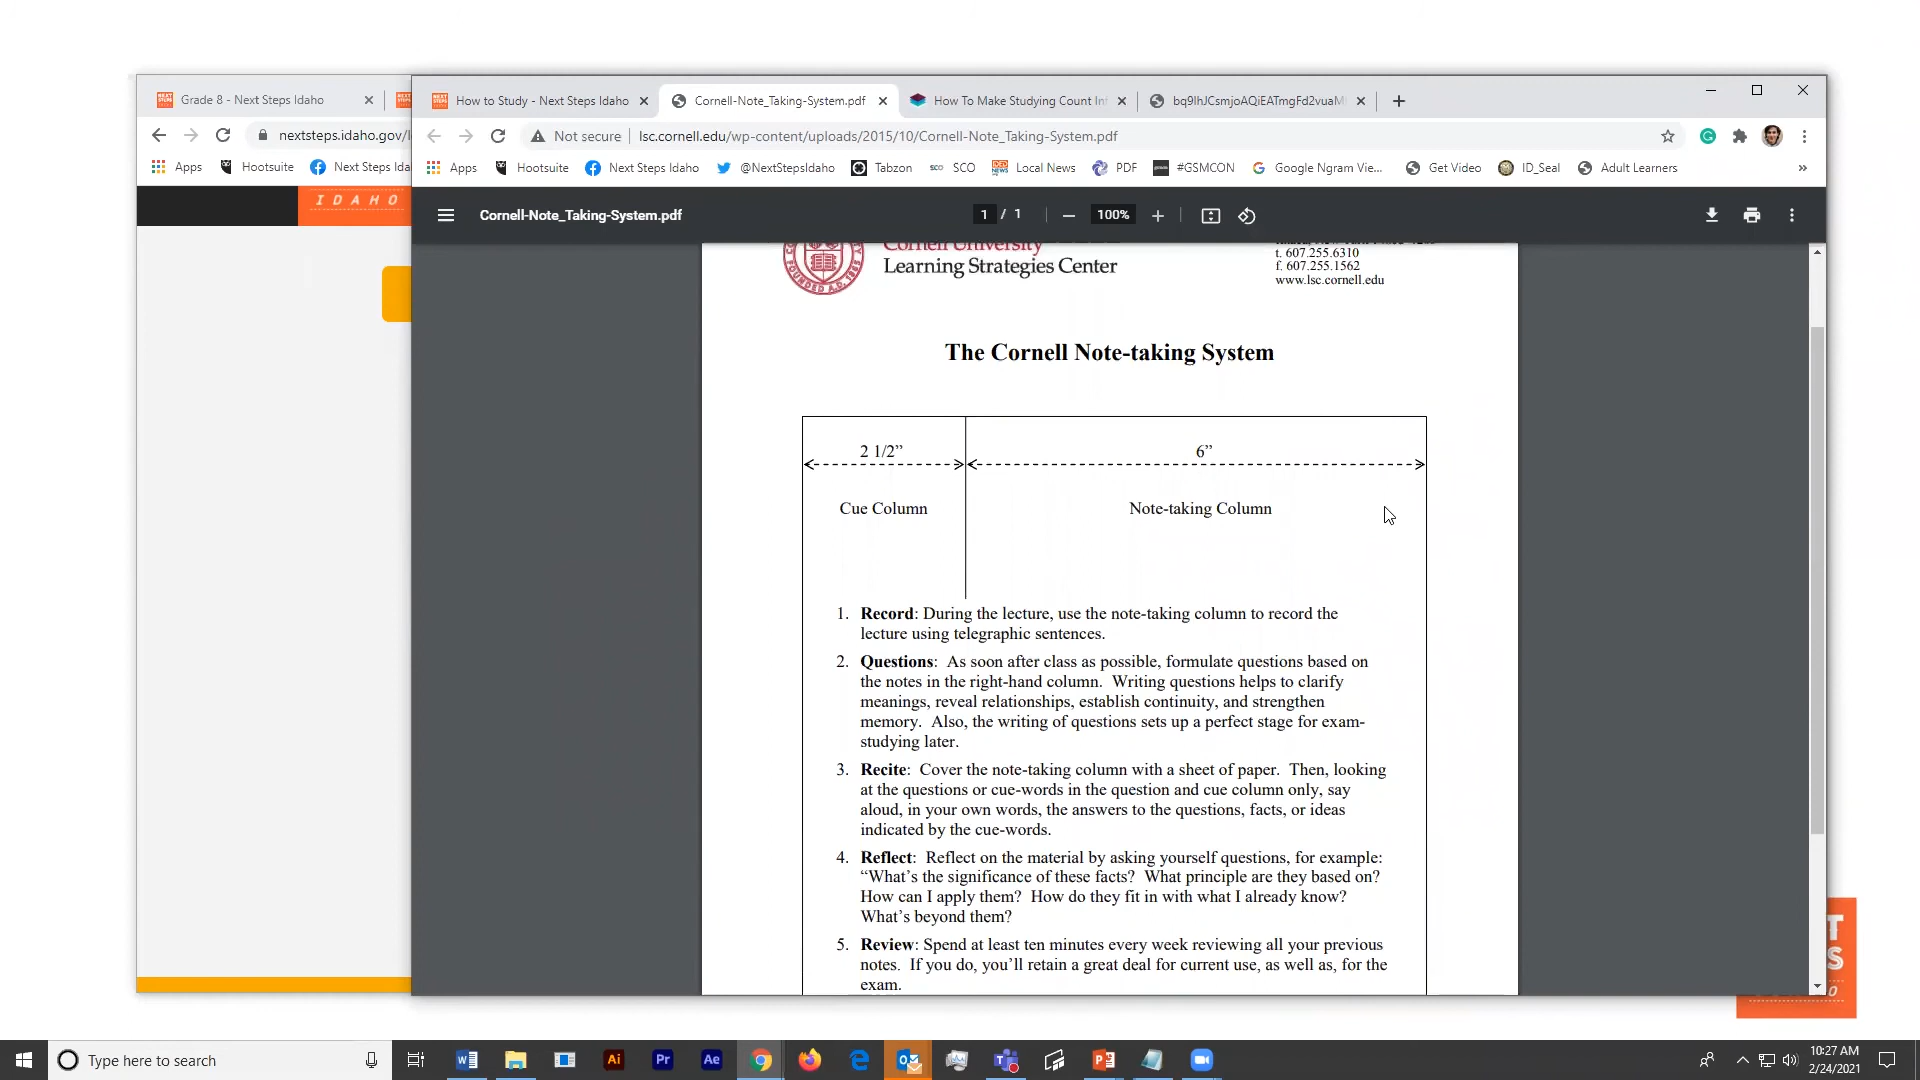 Grade 8 - Next Steps Idaho
How to Study - Next Steps Idaho
Cornell-Note_Taking-System.pdf
How To Make Studying Count Int
bq9lhJCsmjoAQiEATmgFd2vuaM
nextsteps.idaho.gov/
Not secure
lsc.cornell.edu/wp-content/uploads/2015/10/Cornell-Note_Taking-System.pdf
Apps
Hootsuite
Next Steps Ida
Apps
Hootsuite
Next Steps Idaho
@NextStepsIdaho
Tabzon
SCO
SCO
Local News
PDF
#GSMCON
Google Ngram Vie...
Get Video
ID_Seal
Adult Learners
»
IDAHO
Cornell-Note_Taking-System.pdf
1 / 1
100%
Cornell University
Learning Strategies Center
t. 607.255.6310
f. 607.255.1562
www.lsc.cornell.edu
The Cornell Note-taking System
2 1/2”
6”
Cue Column
Note-taking Column
1. Record: During the lecture, use the note-taking column to record the
lecture using telegraphic sentences.
2. Questions: As soon after class as possible, formulate questions based on
the notes in the right-hand column. Writing questions helps to clarify
meanings, reveal relationships, establish continuity, and strengthen
memory. Also, the writing of questions sets up a perfect stage for exam-
studying later.
3. Recite: Cover the note-taking column with a sheet of paper. Then, looking
at the questions or cue-words in the question and cue column only, say
aloud, in your own words, the answers to the questions, facts, or ideas
indicated by the cue-words.
4. Reflect: Reflect on the material by asking yourself questions, for example:
“What’s the significance of these facts? What principle are they based on?
How can I apply them? How do they fit in with what I already know?
What’s beyond them?
5. Review: Spend at least ten minutes every week reviewing all your previous
notes. If you do, you’ll retain a great deal for current use, as well as, for the
exam.
Type here to search
Ai
Pr
Ae
10:27 AM
2/24/2021